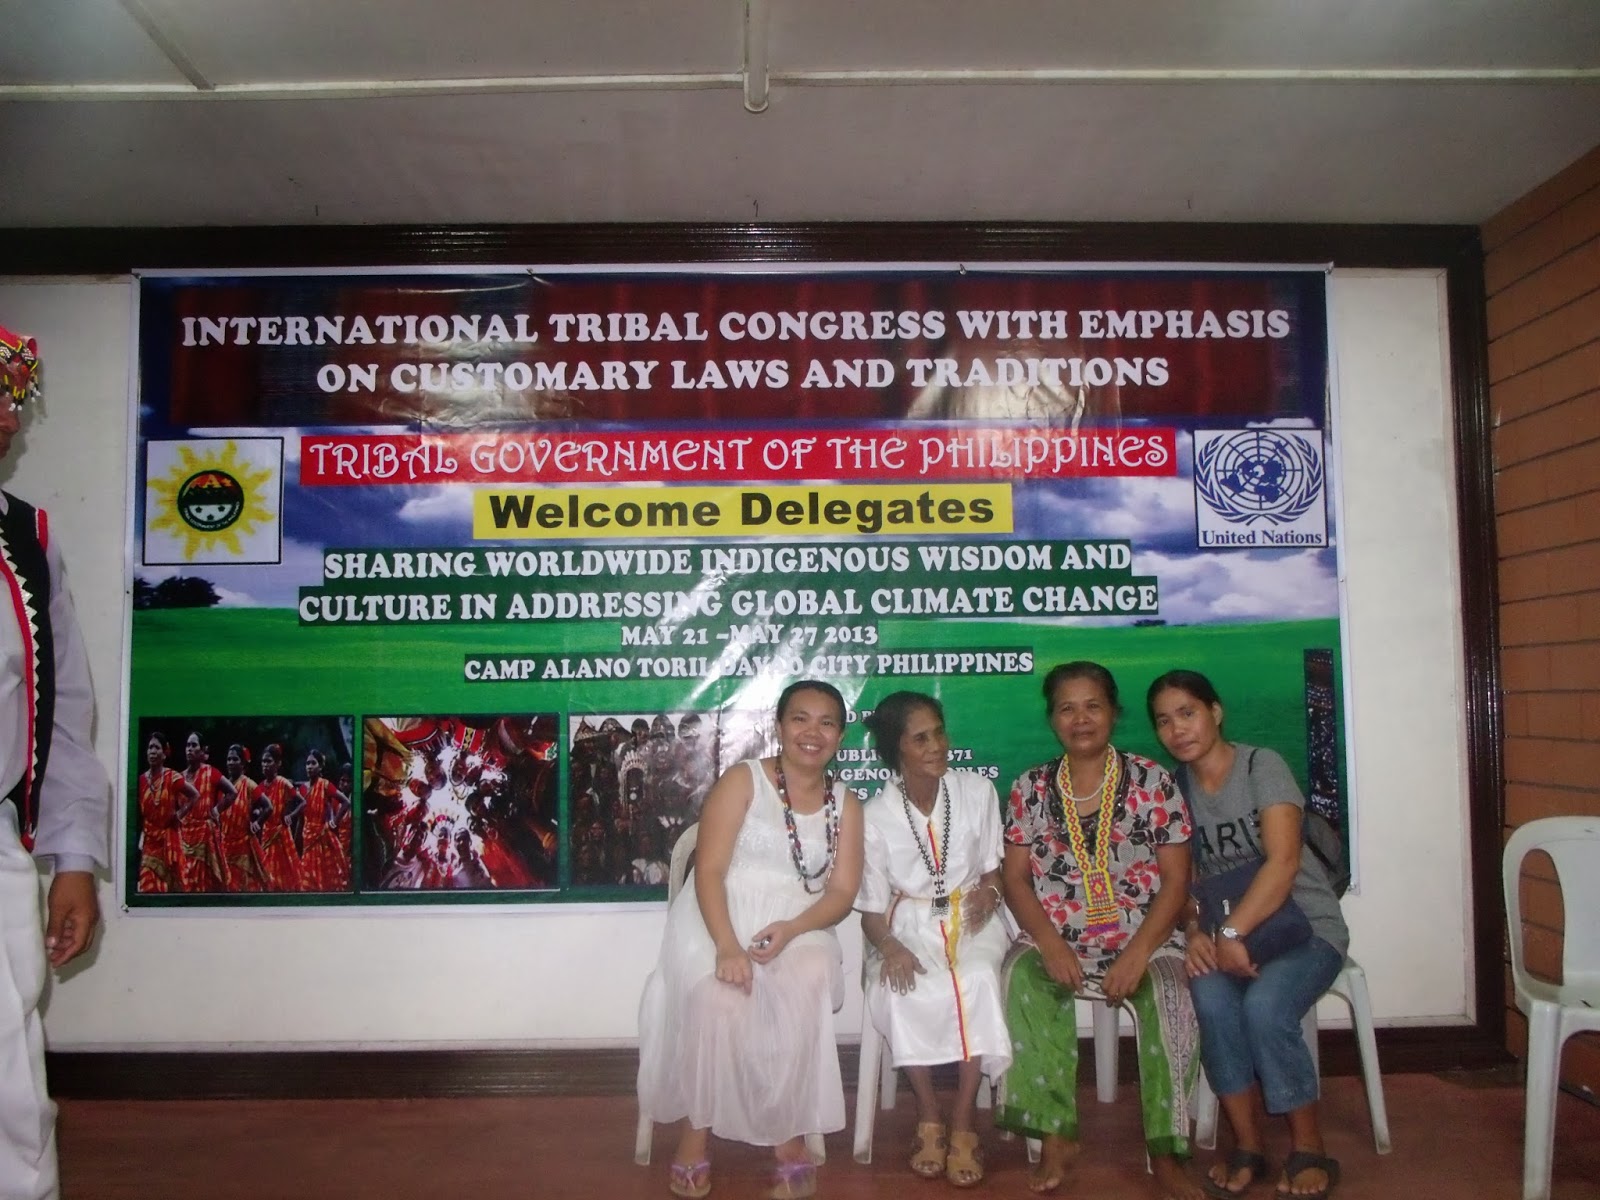 INTERNATIONAL TRIBAL CONGRESS WITH EMPHASIS
ON CUSTOMARY LAWS AND TRADITIONS
TRIBAL GOVERNMENT OF THE PHILIPPINES
Welcome Delegates
United Nations
SHARING WORLDWIDE INDIGENOUS WISDOM AND
CULTURE IN ADDRESSING GLOBAL CLIMATE CHANGE
MAY 21 –MAY 27 2013
CAMP ALANO TORIL DAVAO CITY PHILIPPINES